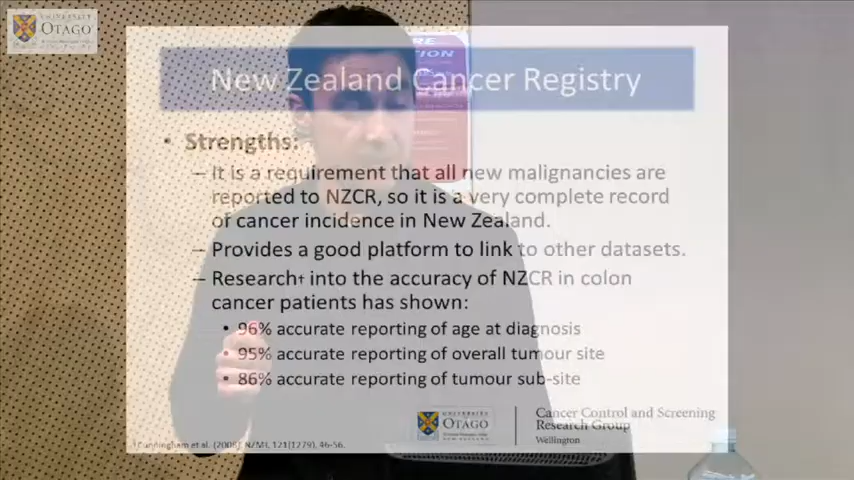 UNIVERSITY
OTAGO
RE
TION
New Zealand Cancer Registry
• Strengths:
– It is a requirement that all new malignancies are
reported to NZCR, so it is a very complete record
of cancer incidence in New Zealand.
– Provides a good platform to link to other datasets.
– Research† into the accuracy of NZCR in colon
cancer patients has shown:
• 96% accurate reporting of age at diagnosis
• 95% accurate reporting of overall tumour site
• 86% accurate reporting of tumour sub-site
UNIVERSITY
OTAGO
Cancer Control and Screening
Research Group
Wellington
Cunningham et al. (2008), NZMJ, 121(1279), 46-56.